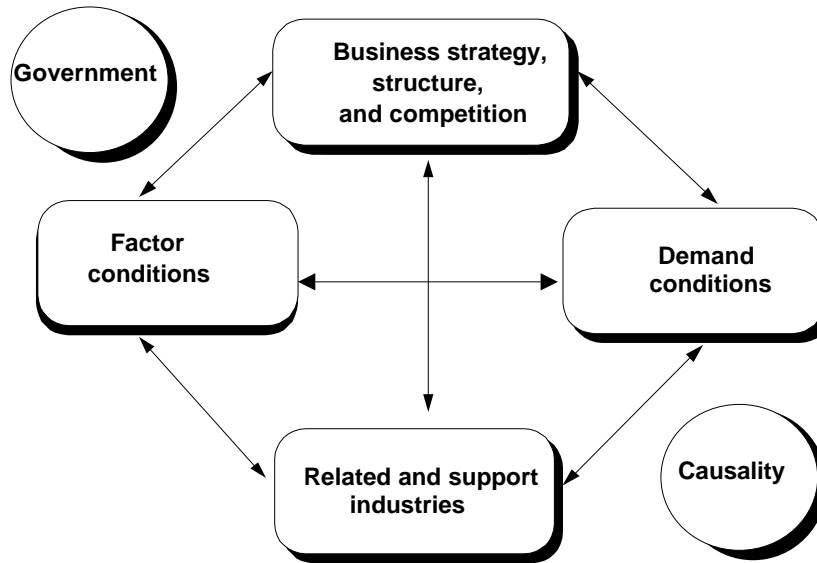 Government
Business strategy,
structure,
and competition
Factor
conditions
Demand
conditions
Related and support
industries
Causality